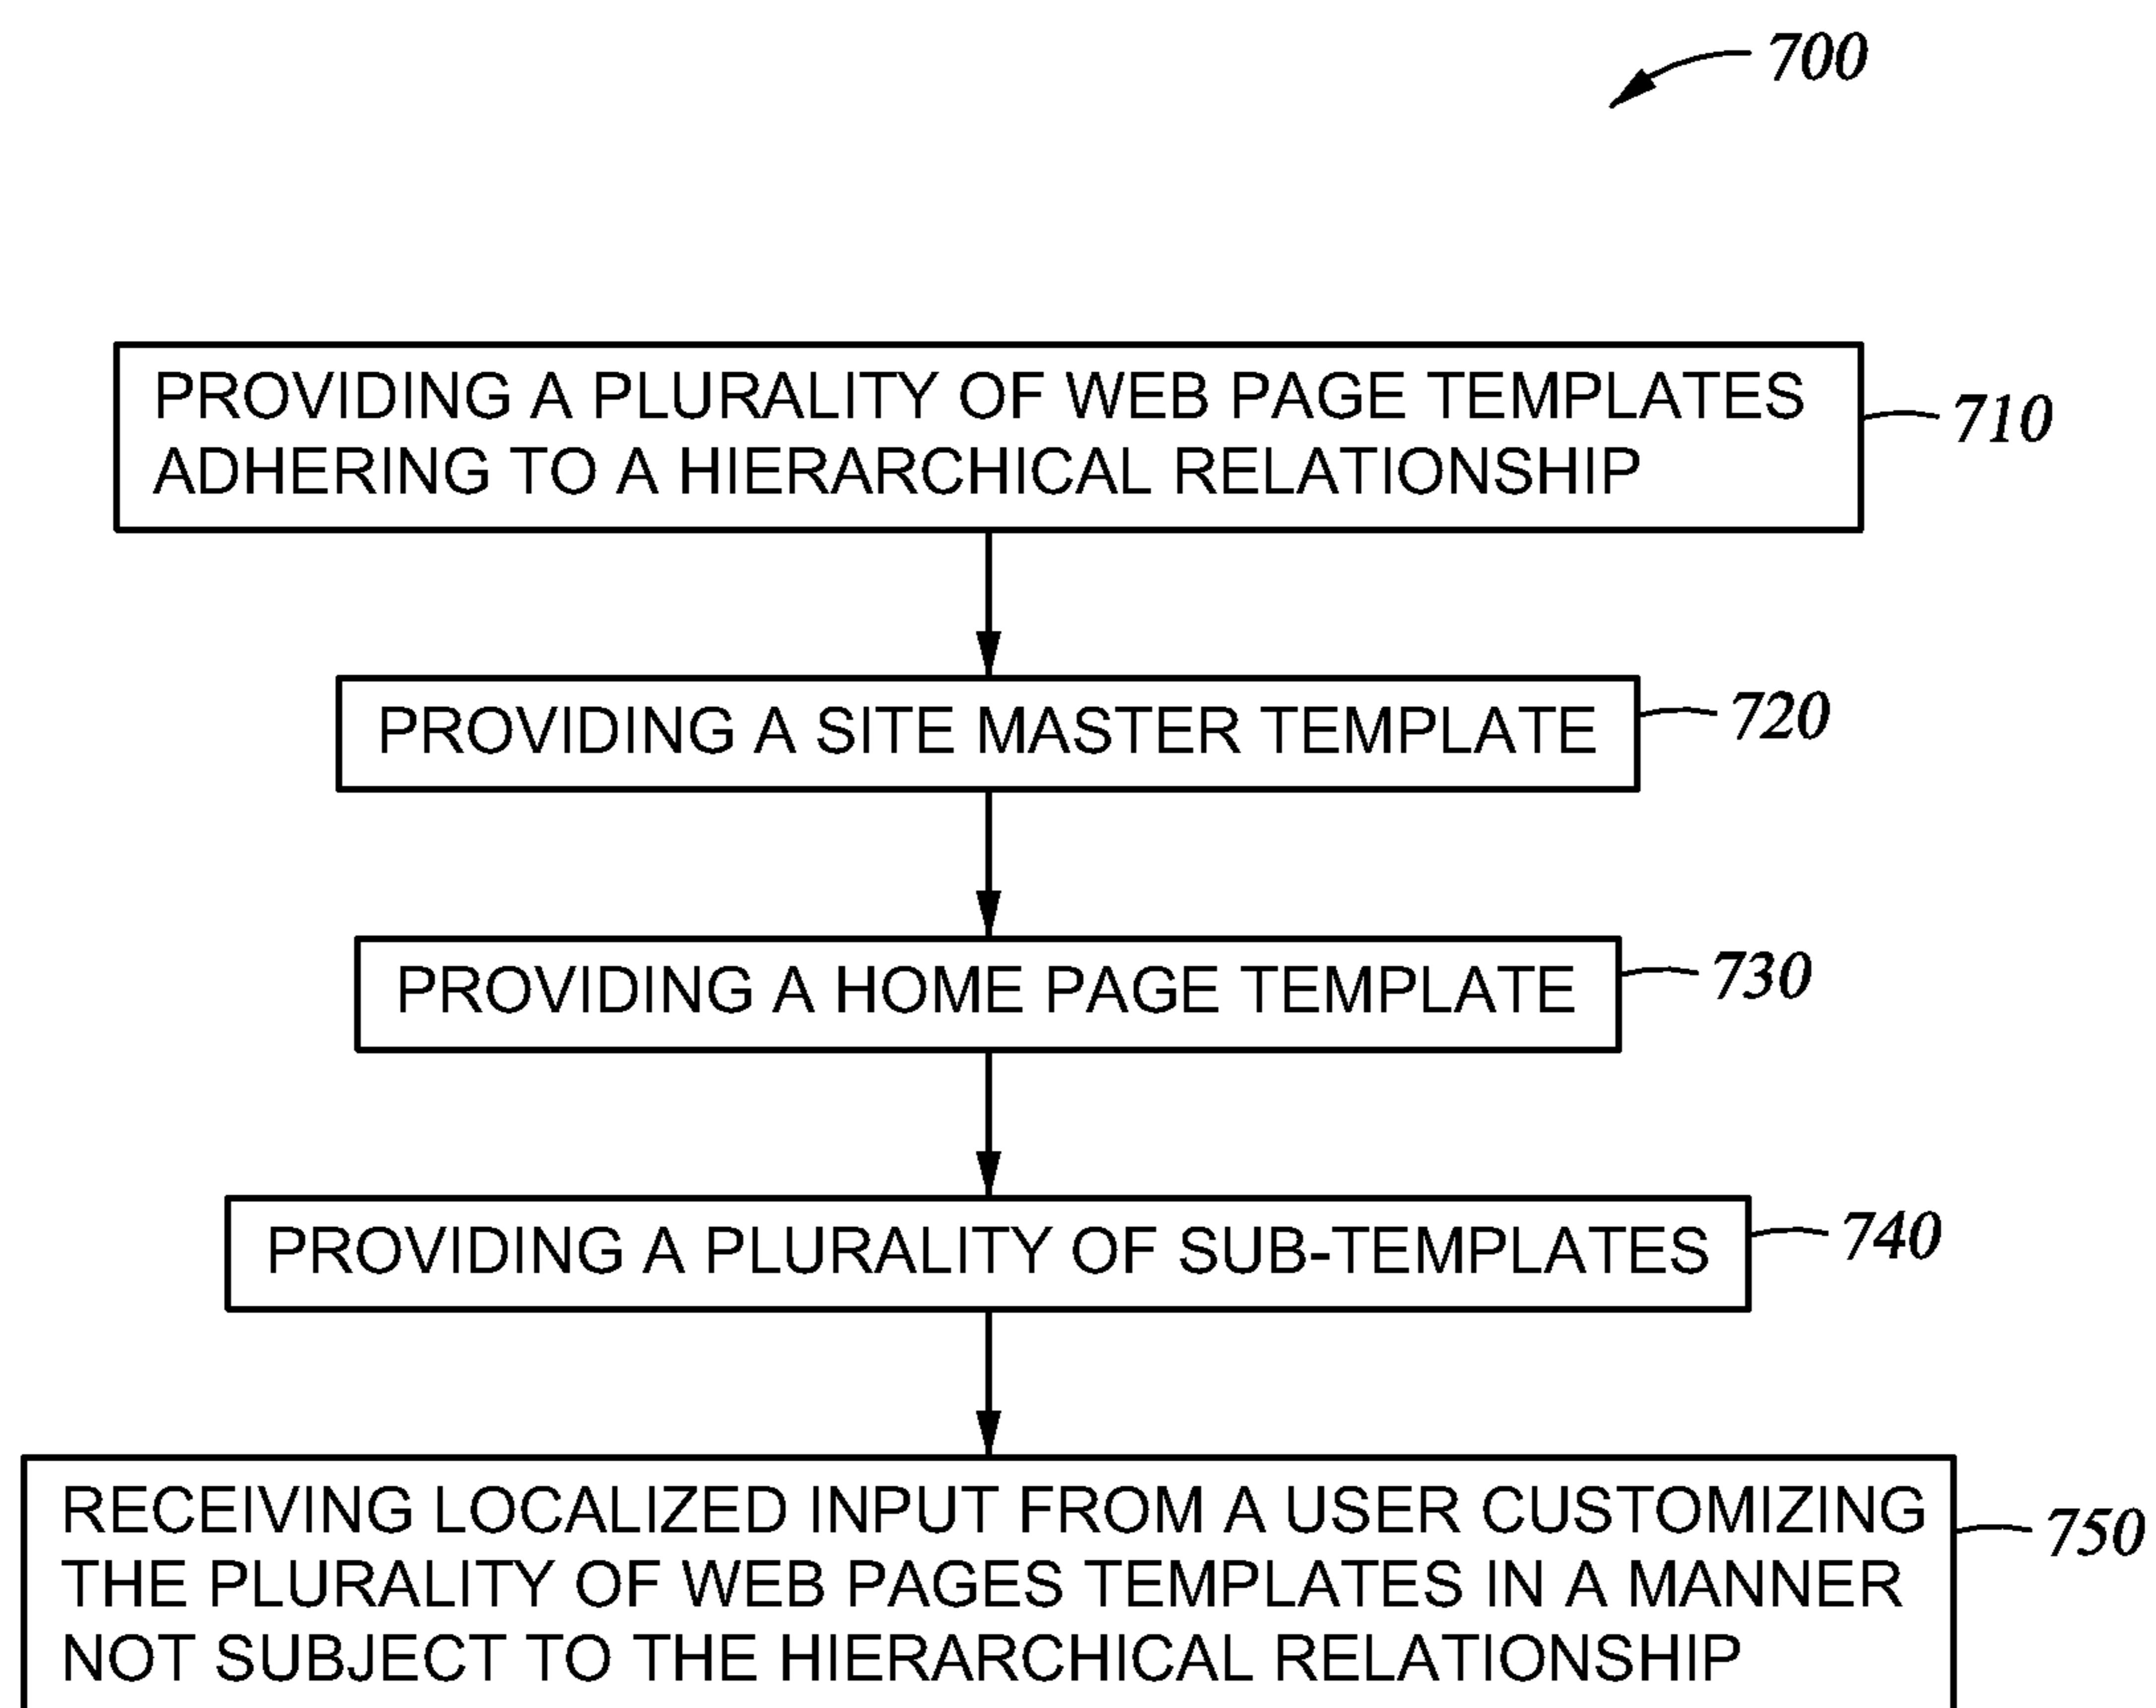 700
PROVIDING A PLURALITY OF WEB PAGE TEMPLATES
ADHERING TO A HIERARCHICAL RELATIONSHIP
710
PROVIDING A SITE MASTER TEMPLATE
720
PROVIDING A HOME PAGE TEMPLATE
730
PROVIDING A PLURALITY OF SUB-TEMPLATES
740
RECEIVING LOCALIZED INPUT FROM A USER CUSTOMIZING
THE PLURALITY OF WEB PAGES TEMPLATES IN A MANNER
NOT SUBJECT TO THE HIERARCHICAL RELATIONSHIP
750